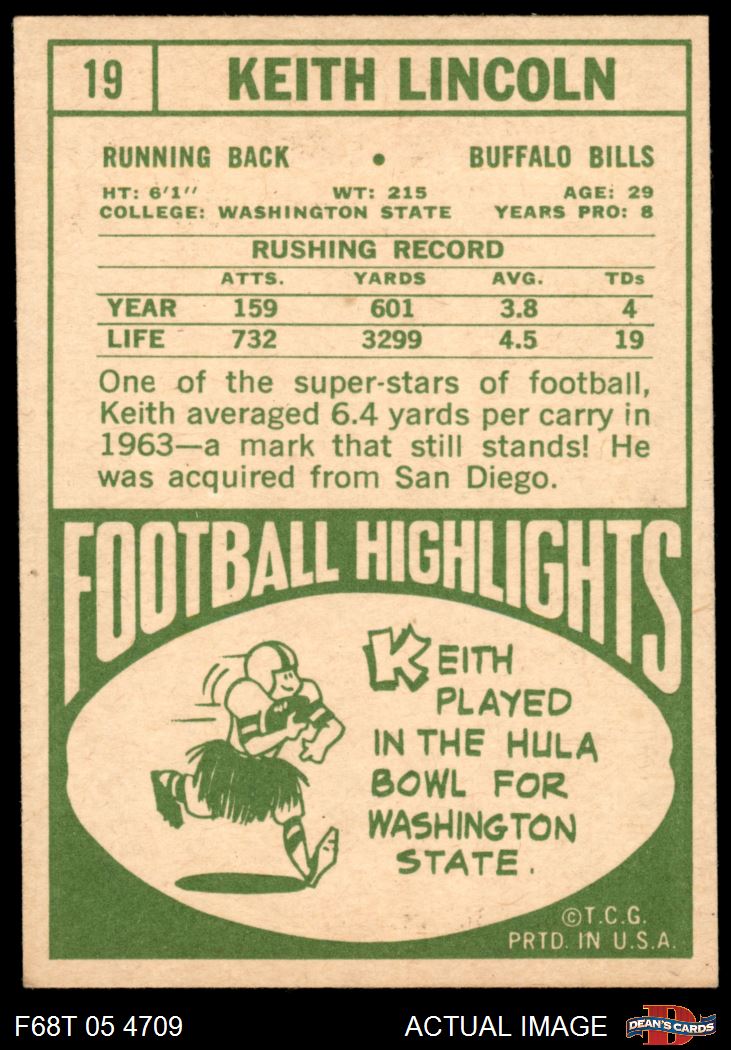 19 KEITH LINCOLN
RUNNING BACK • BUFFALO BILLS
HT: 6'1'' WT: 215 AGE: 29
COLLEGE: WASHINGTON STATE YEARS PRO: 8
RUSHING RECORD
ATTS. YARDS AVG. TDs
YEAR 159 601 3.8 4
LIFE 732 3299 4.5 19
One of the super-stars of football,
Keith averaged 6.4 yards per carry in
1963—a mark that still stands! He
was acquired from San Diego.
FOOTBALL HIGHLIGHTS
KEITH
PLAYED
IN THE HULA
BOWL FOR
WASHINGTON
STATE.
©T.C.G.
PRTD. IN U.S.A.
F68T 05 4709 ACTUAL IMAGE DEAN'S CARDS